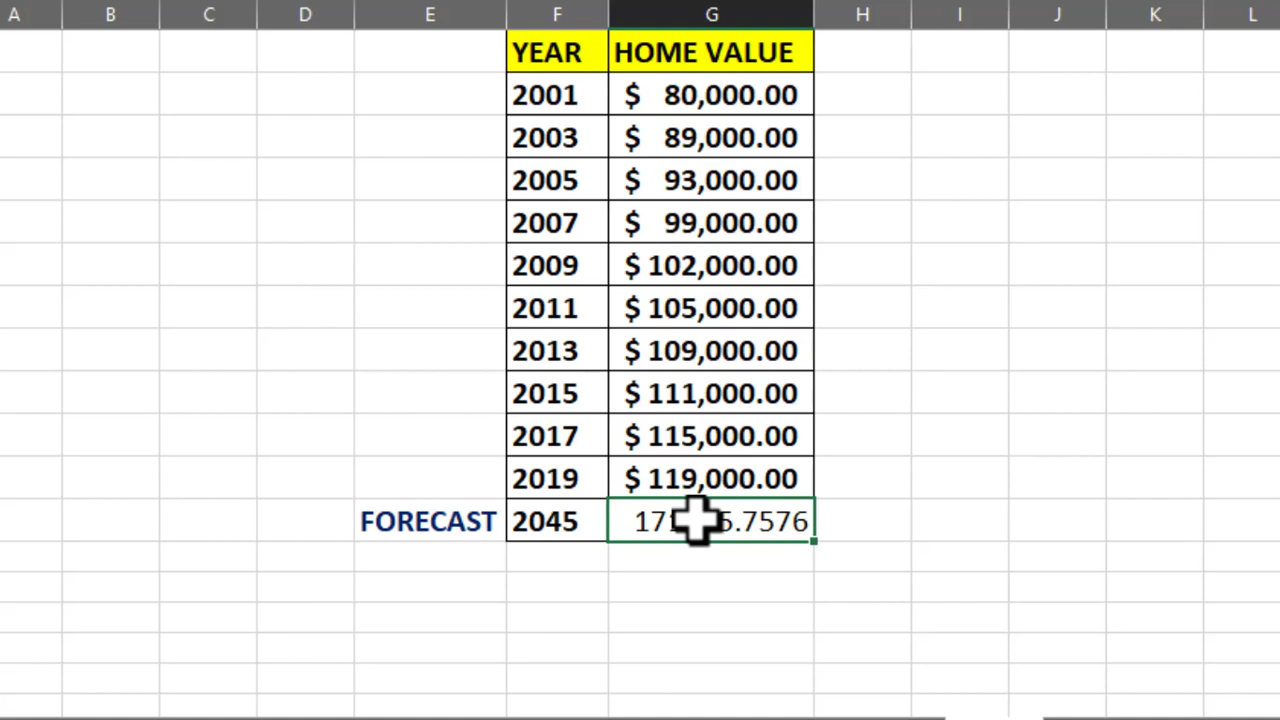 A B C D E F G H I J K L
YEAR HOME VALUE
2001 $ 80,000.00
2003 $ 89,000.00
2005 $ 93,000.00
2007 $ 99,000.00
2009 $ 102,000.00
2011 $ 105,000.00
2013 $ 109,000.00
2015 $ 111,000.00
2017 $ 115,000.00
2019 $ 119,000.00
FORECAST 2045